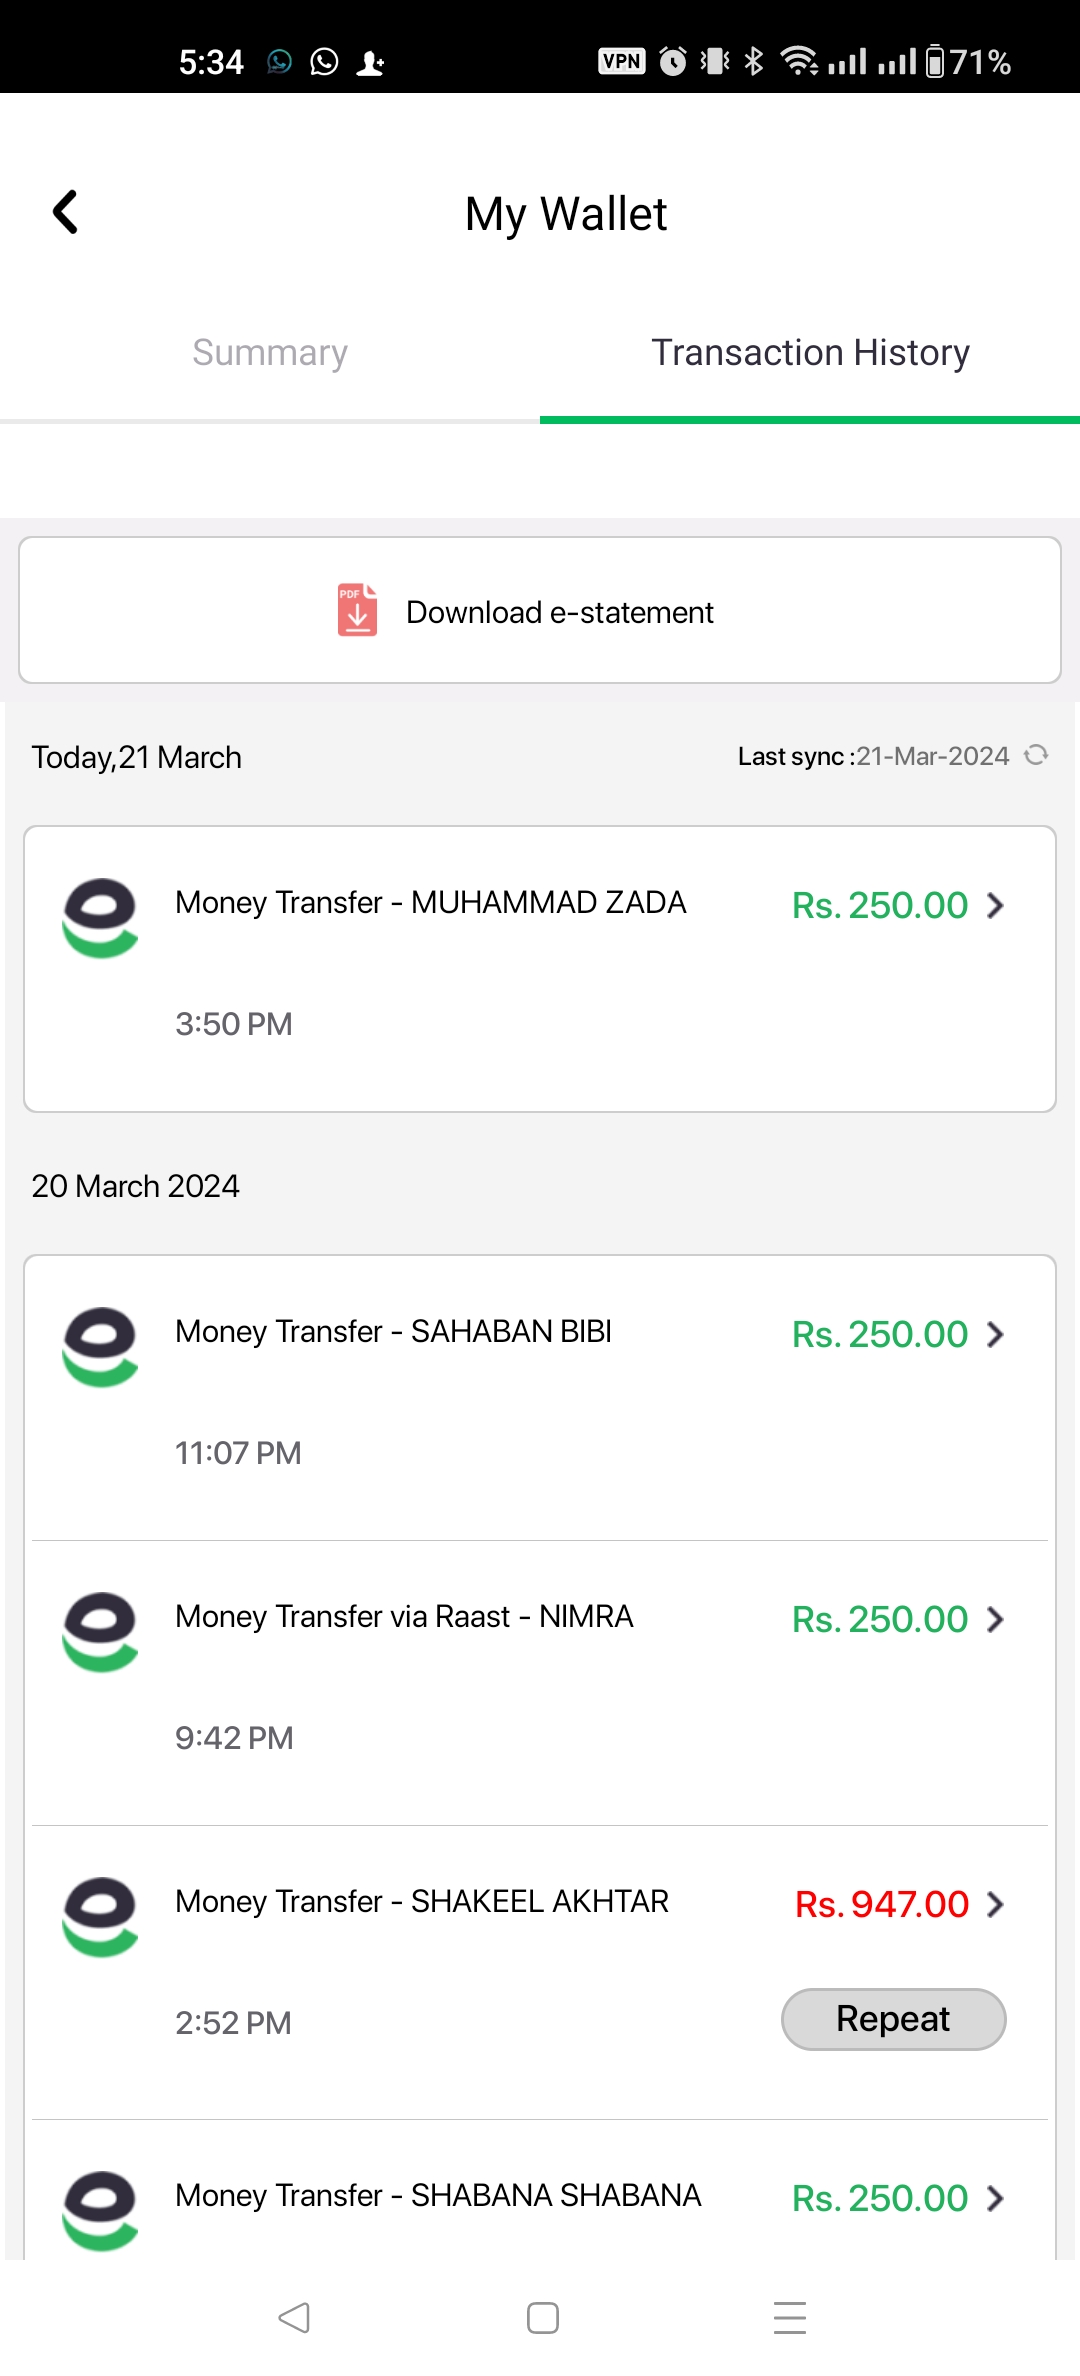 5:34 VPN 71%
My Wallet
Summary Transaction History
PDF
Download e-statement
Today,21 March Last sync :21-Mar-2024
Money Transfer - MUHAMMAD ZADA Rs. 250.00
3:50 PM
20 March 2024
Money Transfer - SAHABAN BIBI Rs. 250.00
11:07 PM
Money Transfer via Raast - NIMRA Rs. 250.00
9:42 PM
Money Transfer - SHAKEEL AKHTAR Rs. 947.00
2:52 PM Repeat
Money Transfer - SHABANA SHABANA Rs. 250.00